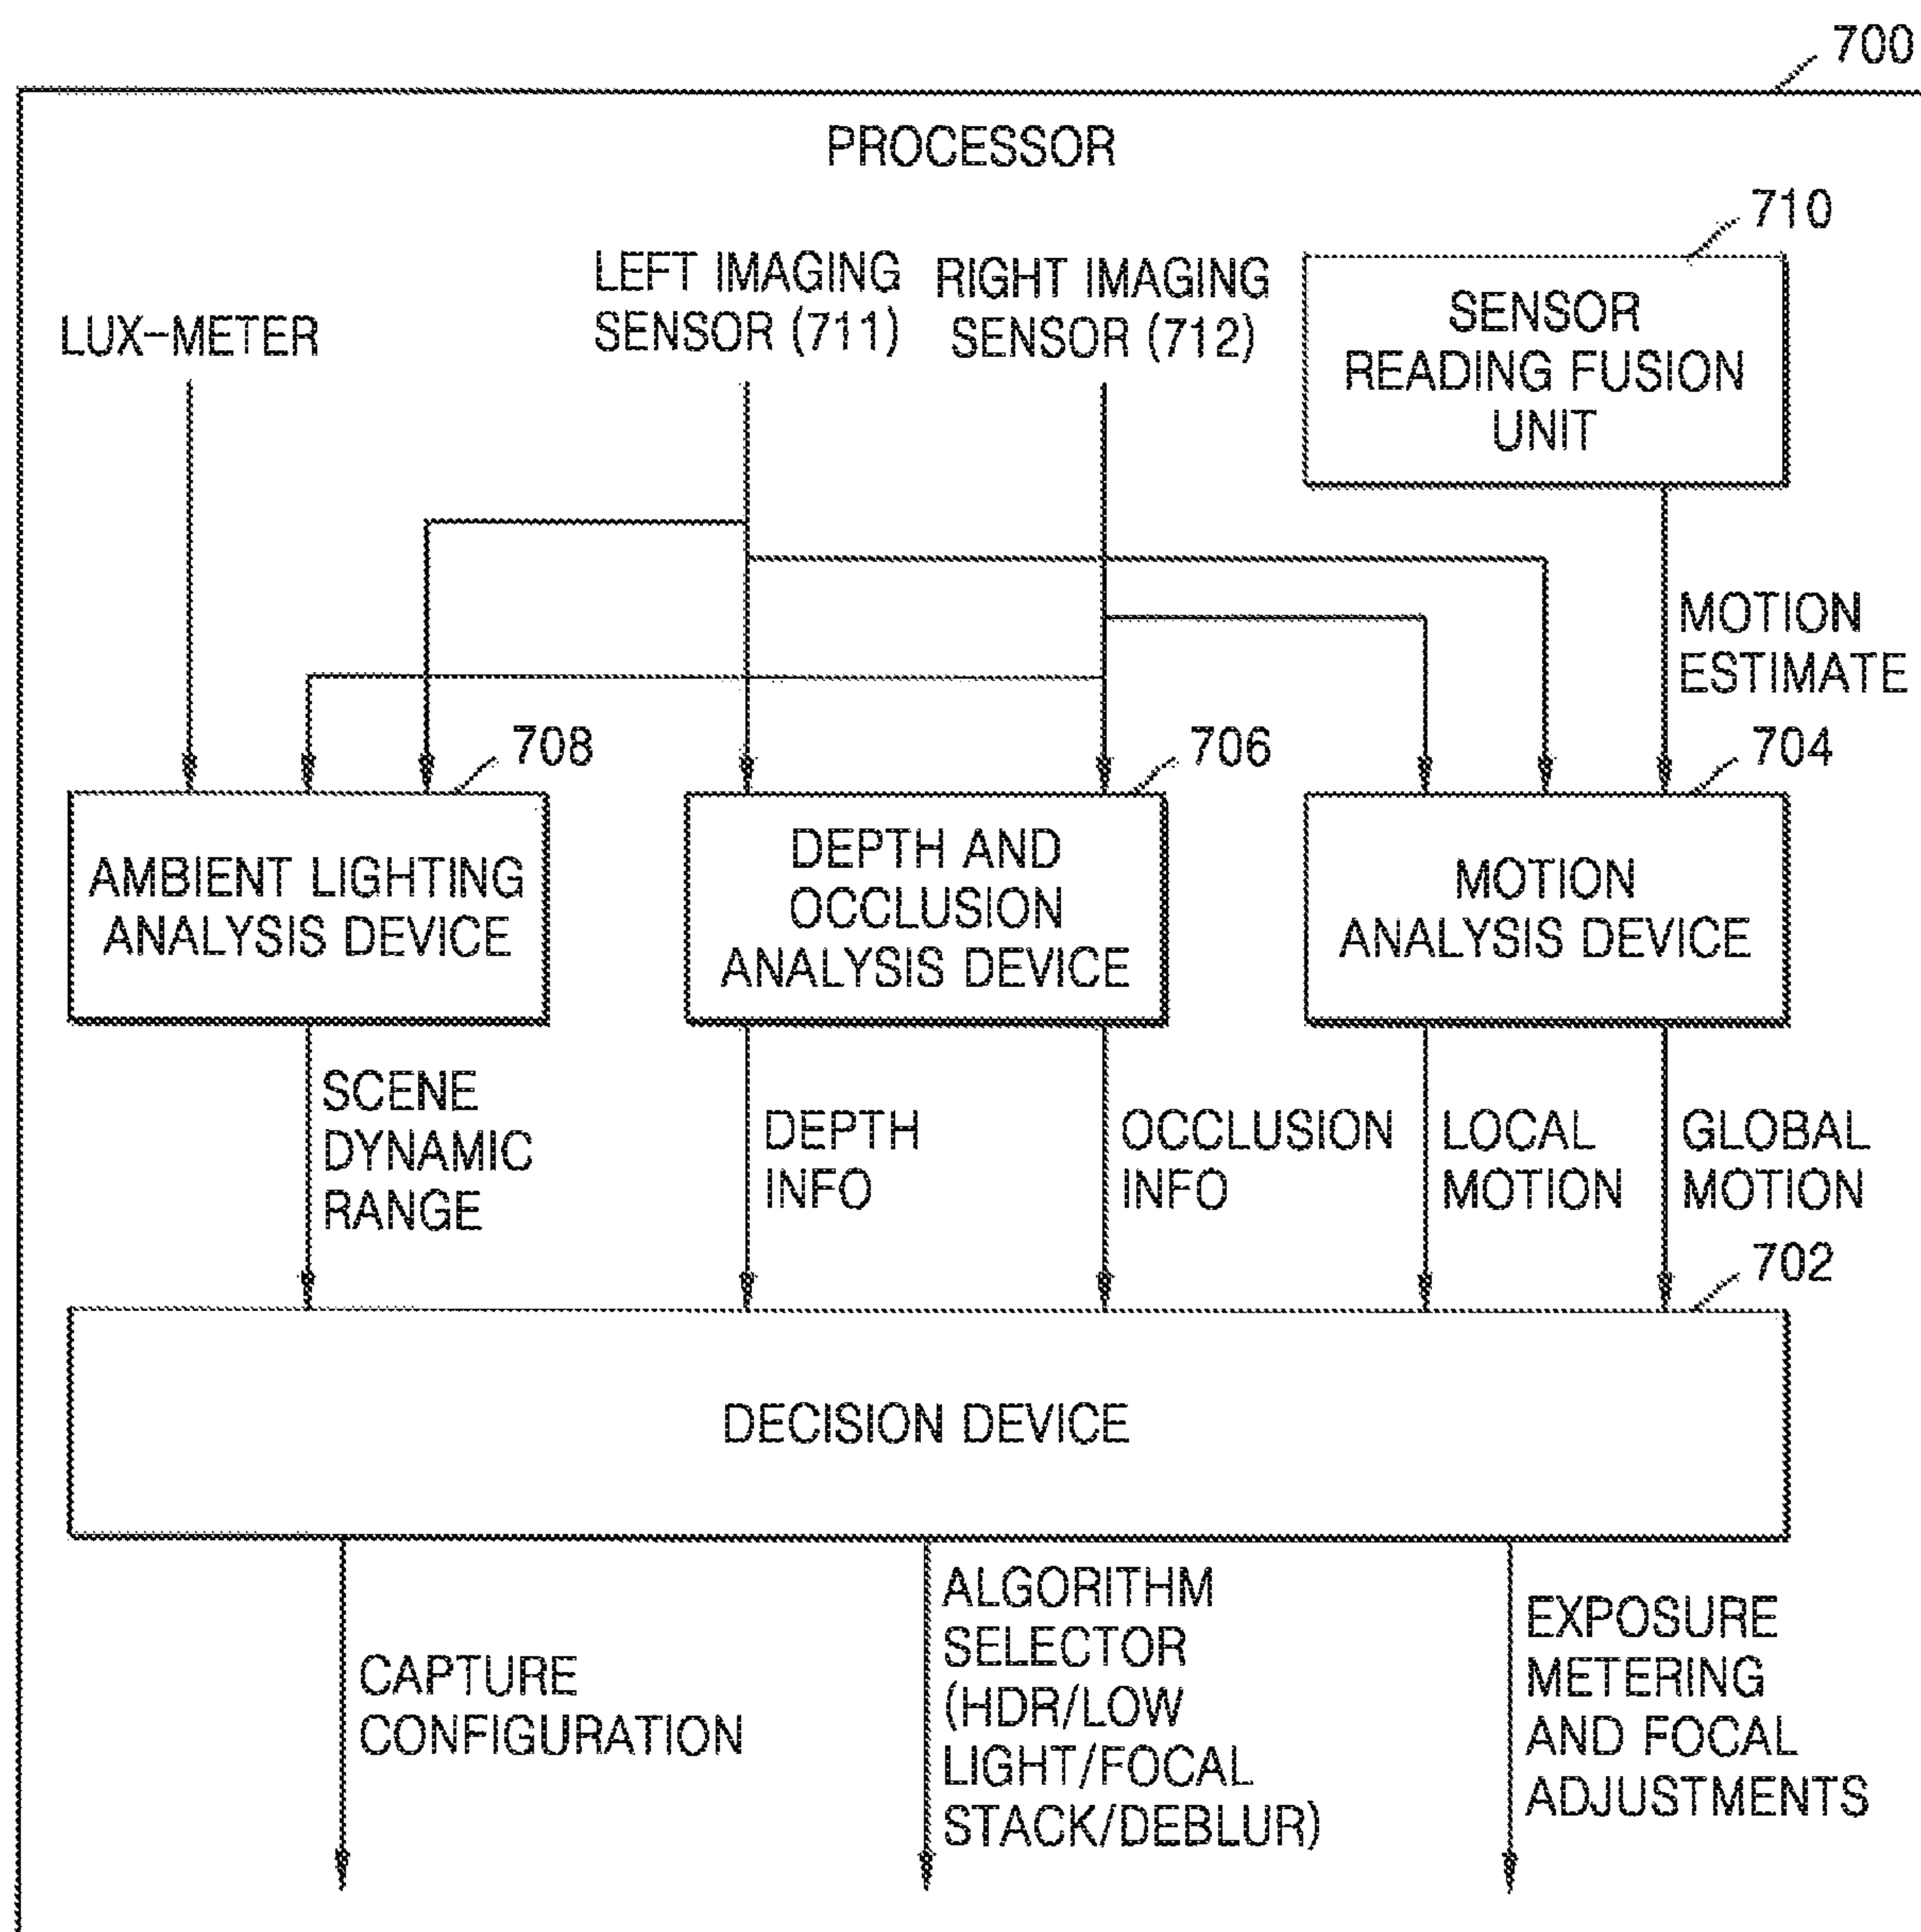 700
PROCESSOR
710
LEFT IMAGING
SENSOR (711)
RIGHT IMAGING
SENSOR (712)
LUX-METER
SENSOR
READING FUSION
UNIT
MOTION
ESTIMATE
708
706
704
AMBIENT LIGHTING
ANALYSIS DEVICE
DEPTH AND
OCCLUSION
ANALYSIS DEVICE
MOTION
ANALYSIS DEVICE
SCENE
DYNAMIC
RANGE
DEPTH
INFO
OCCLUSION
INFO
LOCAL
MOTION
GLOBAL
MOTION
702
DECISION DEVICE
CAPTURE
CONFIGURATION
ALGORITHM
SELECTOR
(HDR/LOW
LIGHT/FOCAL
STACK/DEBLUR)
EXPOSURE
METERING
AND FOCAL
ADJUSTMENTS